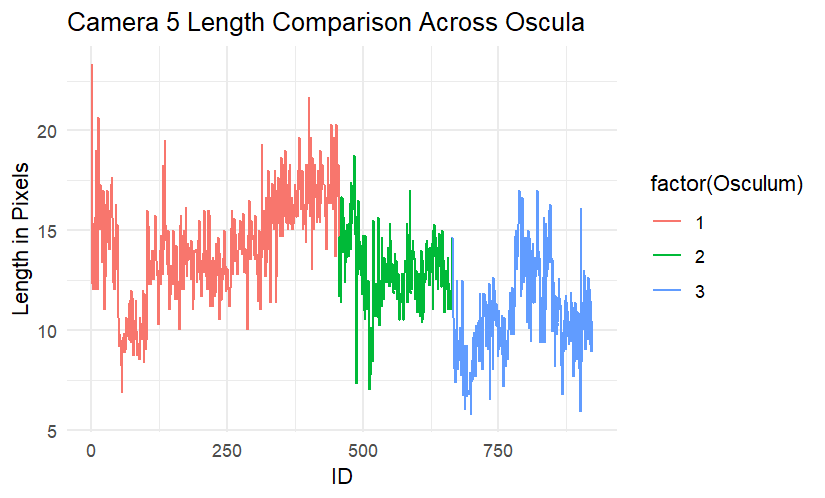 Camera 5 Length Comparison Across Oscula
Length in Pixels
20
15
10
5
0
250
500
750
ID
factor(Osculum)
1
2
3